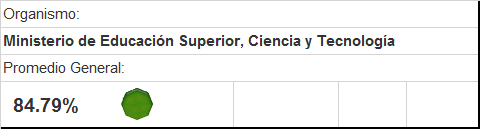 Organismo:
Ministerio de Educación Superior, Ciencia y Tecnología
Promedio General:
84.79%